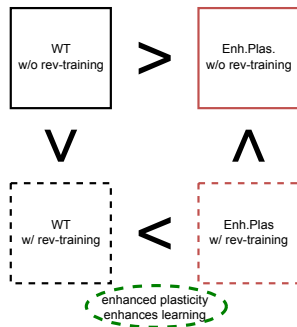 WT
w/o rev-training
>
Enh.Plas.
w/o rev-training
V
Λ
WT
w/ rev-training
<
Enh.Plas
w/ rev-training
enhanced plasticity
enhances learning